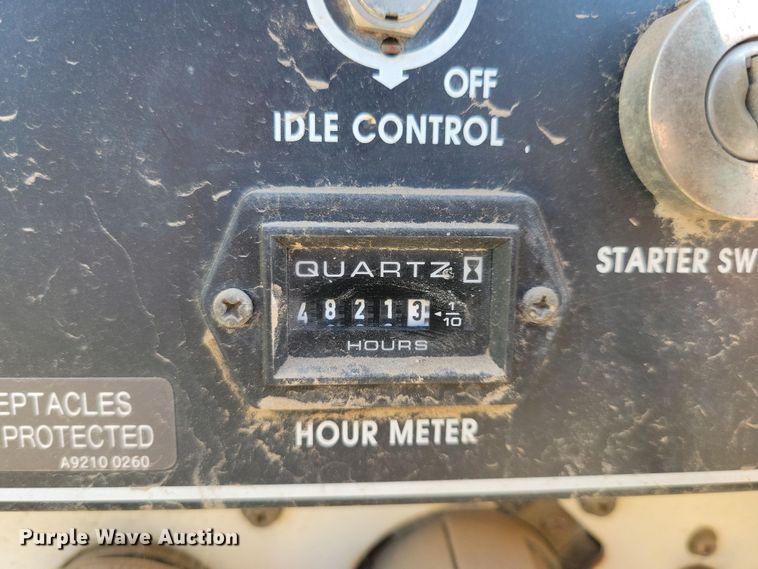 OFF
IDLE CONTROL
STARTER SW
QUARTZ
4 8 2 1 3 1/10
HOURS
HOUR METER
EPTACLES
PROTECTED
A9210 0260
Purple Wave Auction